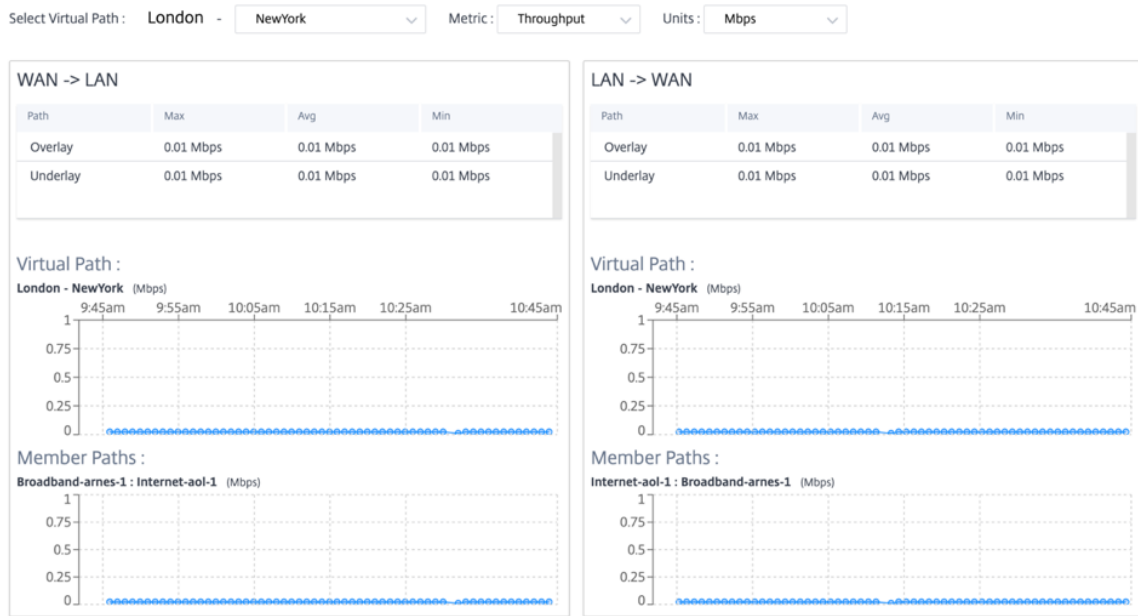 Select Virtual Path : London - NewYork Metric : Throughput Units : Mbps
WAN -> LAN
Path Max Avg Min
Overlay 0.01 Mbps 0.01 Mbps 0.01 Mbps
Underlay 0.01 Mbps 0.01 Mbps 0.01 Mbps
Virtual Path :
London - NewYork (Mbps)
9:45am 9:55am 10:05am 10:15am 10:25am 10:45am
1
0.75
0.5
0.25
0
Member Paths :
Broadband-arnes-1 : Internet-aol-1 (Mbps)
1
0.75
0.5
0.25
0
LAN -> WAN
Path Max Avg Min
Overlay 0.01 Mbps 0.01 Mbps 0.01 Mbps
Underlay 0.01 Mbps 0.01 Mbps 0.01 Mbps
Virtual Path :
London - NewYork (Mbps)
9:45am 9:55am 10:05am 10:15am 10:25am 10:45am
1
0.75
0.5
0.25
0
Member Paths :
Internet-aol-1 : Broadband-arnes-1 (Mbps)
1
0.75
0.5
0.25
0